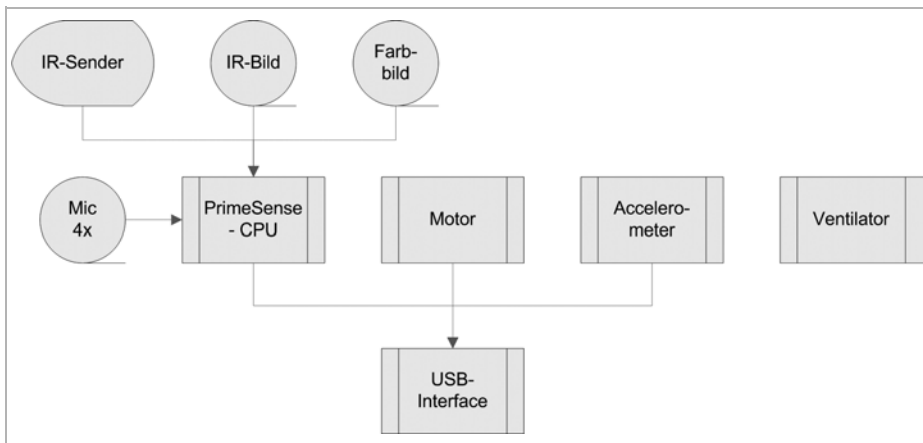 IR-Sender
IR-Bild
Farb-
bild
Mic
4x
PrimeSense
- CPU
Motor
Accelero-
meter
Ventilator
USB-
Interface